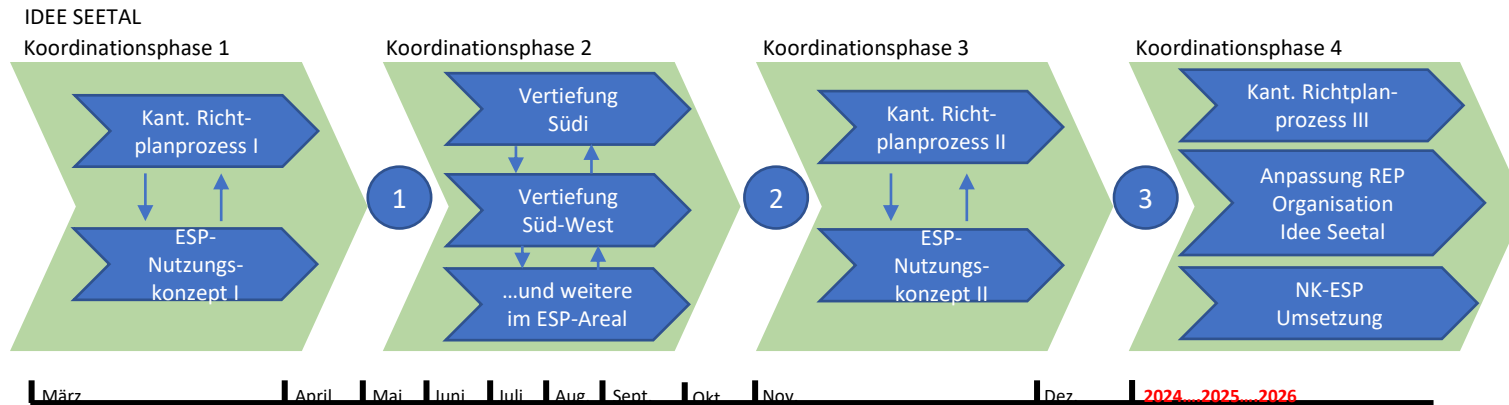 IDEE SEETAL
Koordinationsphase 1
Kant. Richt-
planprozess I
ESP-
Nutzungs-
konzept I
1
Koordinationsphase 2
Vertiefung
Südi
Vertiefung
Süd-West
...und weitere
im ESP-Areal
2
Koordinationsphase 3
Kant. Richt-
planprozess II
ESP-
Nutzungs-
konzept II
3
Koordinationsphase 4
Kant. Richtplan-
prozess III
Anpassung REP
Organisation
Idee Seetal
NK-ESP
Umsetzung
März April Mai Juni Juli Aug Sept Okt Nov Dez 2024....2025....2026